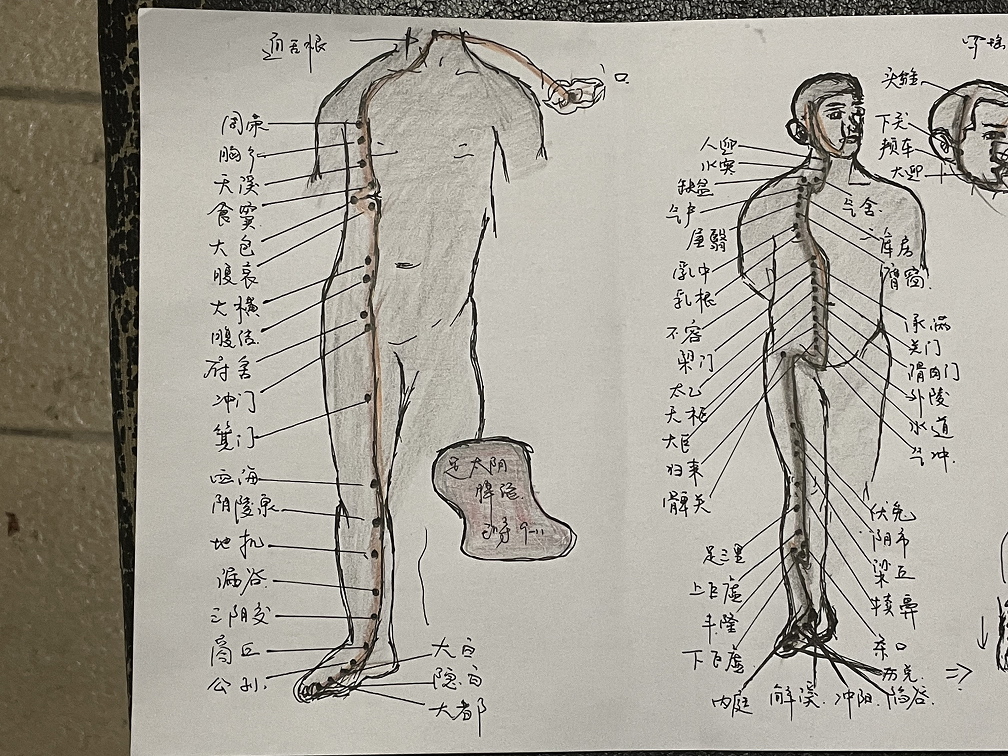 连舌根
口
周荣
胸乡
天溪
食窦
大包
腹哀
大横
腹结
府舍
冲门
箕门
血海
阴陵泉
地机
漏谷
三阴交
商丘
公孙
大白
隐白
大都
足太阴
脾经
9-11
头维
下关
颊车
大迎
人迎
水突
缺盆
气户
屋翳
乳中
乳根
不容
梁门
太乙
天枢
大巨
归来
髀关
气舍
库房
膺窗
承满
关门
滑肉门
外陵
水道
气冲
伏兔
阴市
梁丘
犊鼻
足三里
上巨虚
丰隆
下巨虚
内庭
解溪
冲阳
陷谷